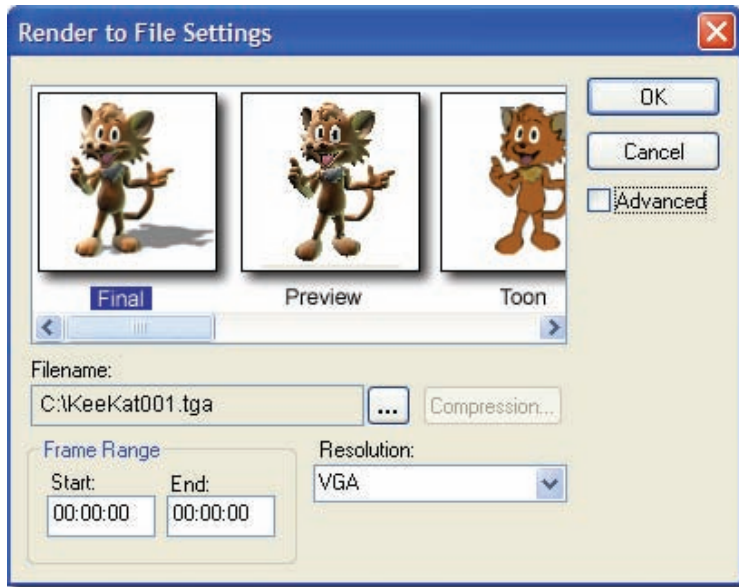 Render to File Settings
OK
Cancel
Advanced
Final
Preview
Toon
Filename:
C:\KeeKat001.tga
...
Compression...
Frame Range
Start:
End:
00:00:00
00:00:00
Resolution:
VGA